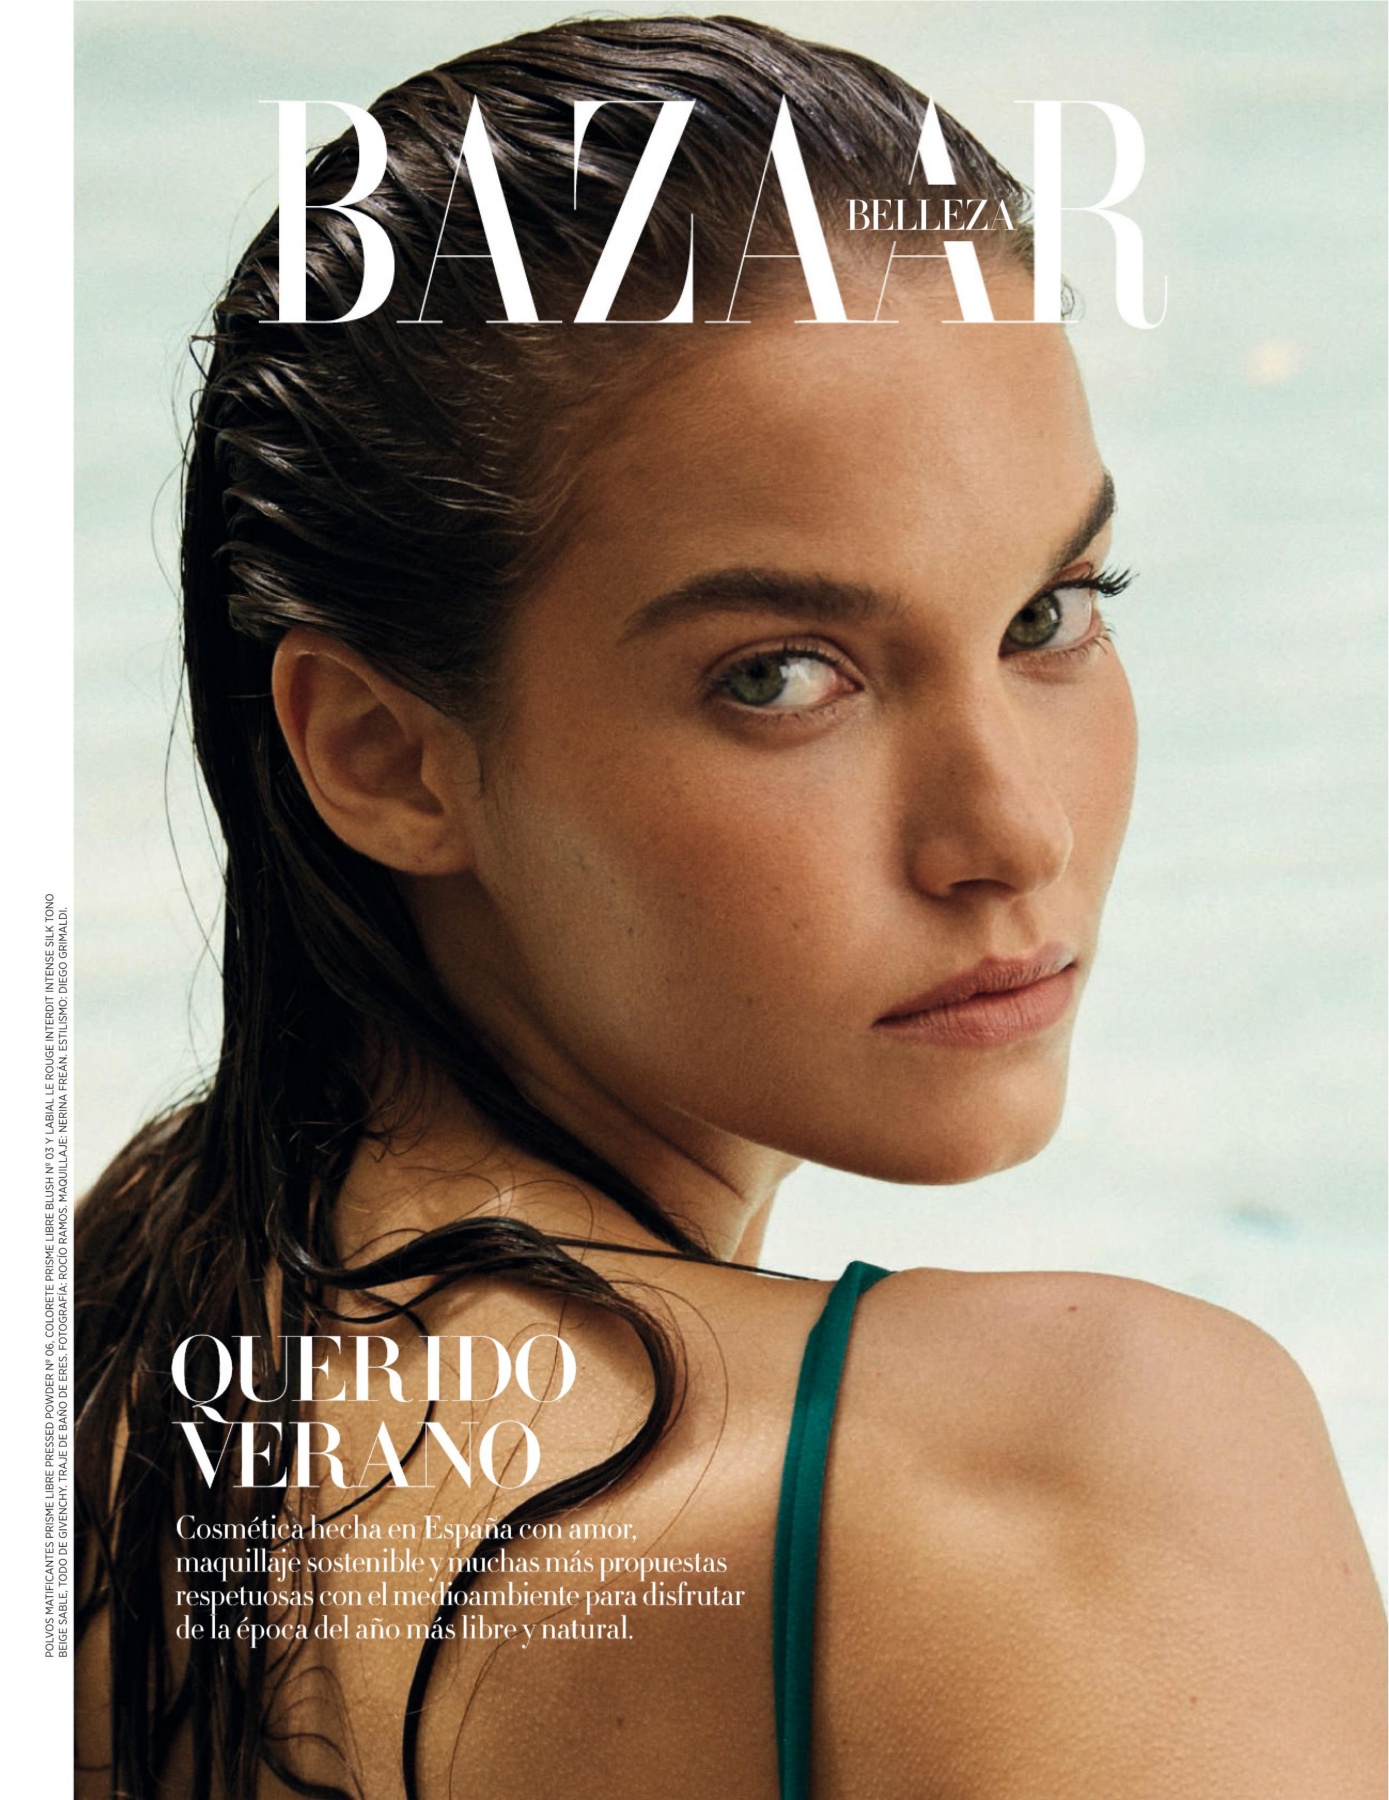 BAZAAR
BELLEZA
QUERIDO
VERANO
Cosmética hecha en España con amor,
maquillaje sostenible y muchas más propuestas
respetuosas con el medioambiente para disfrutar
de la época del año más libre y natural.
POLVOS MATIFICANTES PRISME LIBRE PRESSED POWDER Nº 06, COLORETE PRISME LIBRE BLUSH Nº 03 Y LABIAL LE ROUGE INTERDIT INTENSE SILK TONO
BEIGE SABLE, TODO DE GIVENCHY. TRAJE DE BAÑO DE ERES. FOTOGRAFÍA: ROCÍO RAMOS. MAQUILLAJE: NERINA FREÁN. ESTILISMO: DIEGO GRIMALDI.